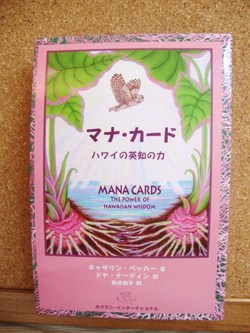 マナ・カード
ハワイの英知の力
MANA CARDS
THE POWER OF
HAWAIIAN WISDOM
キャサリン・ベッカー 著
ドヤ・ナーディン 画